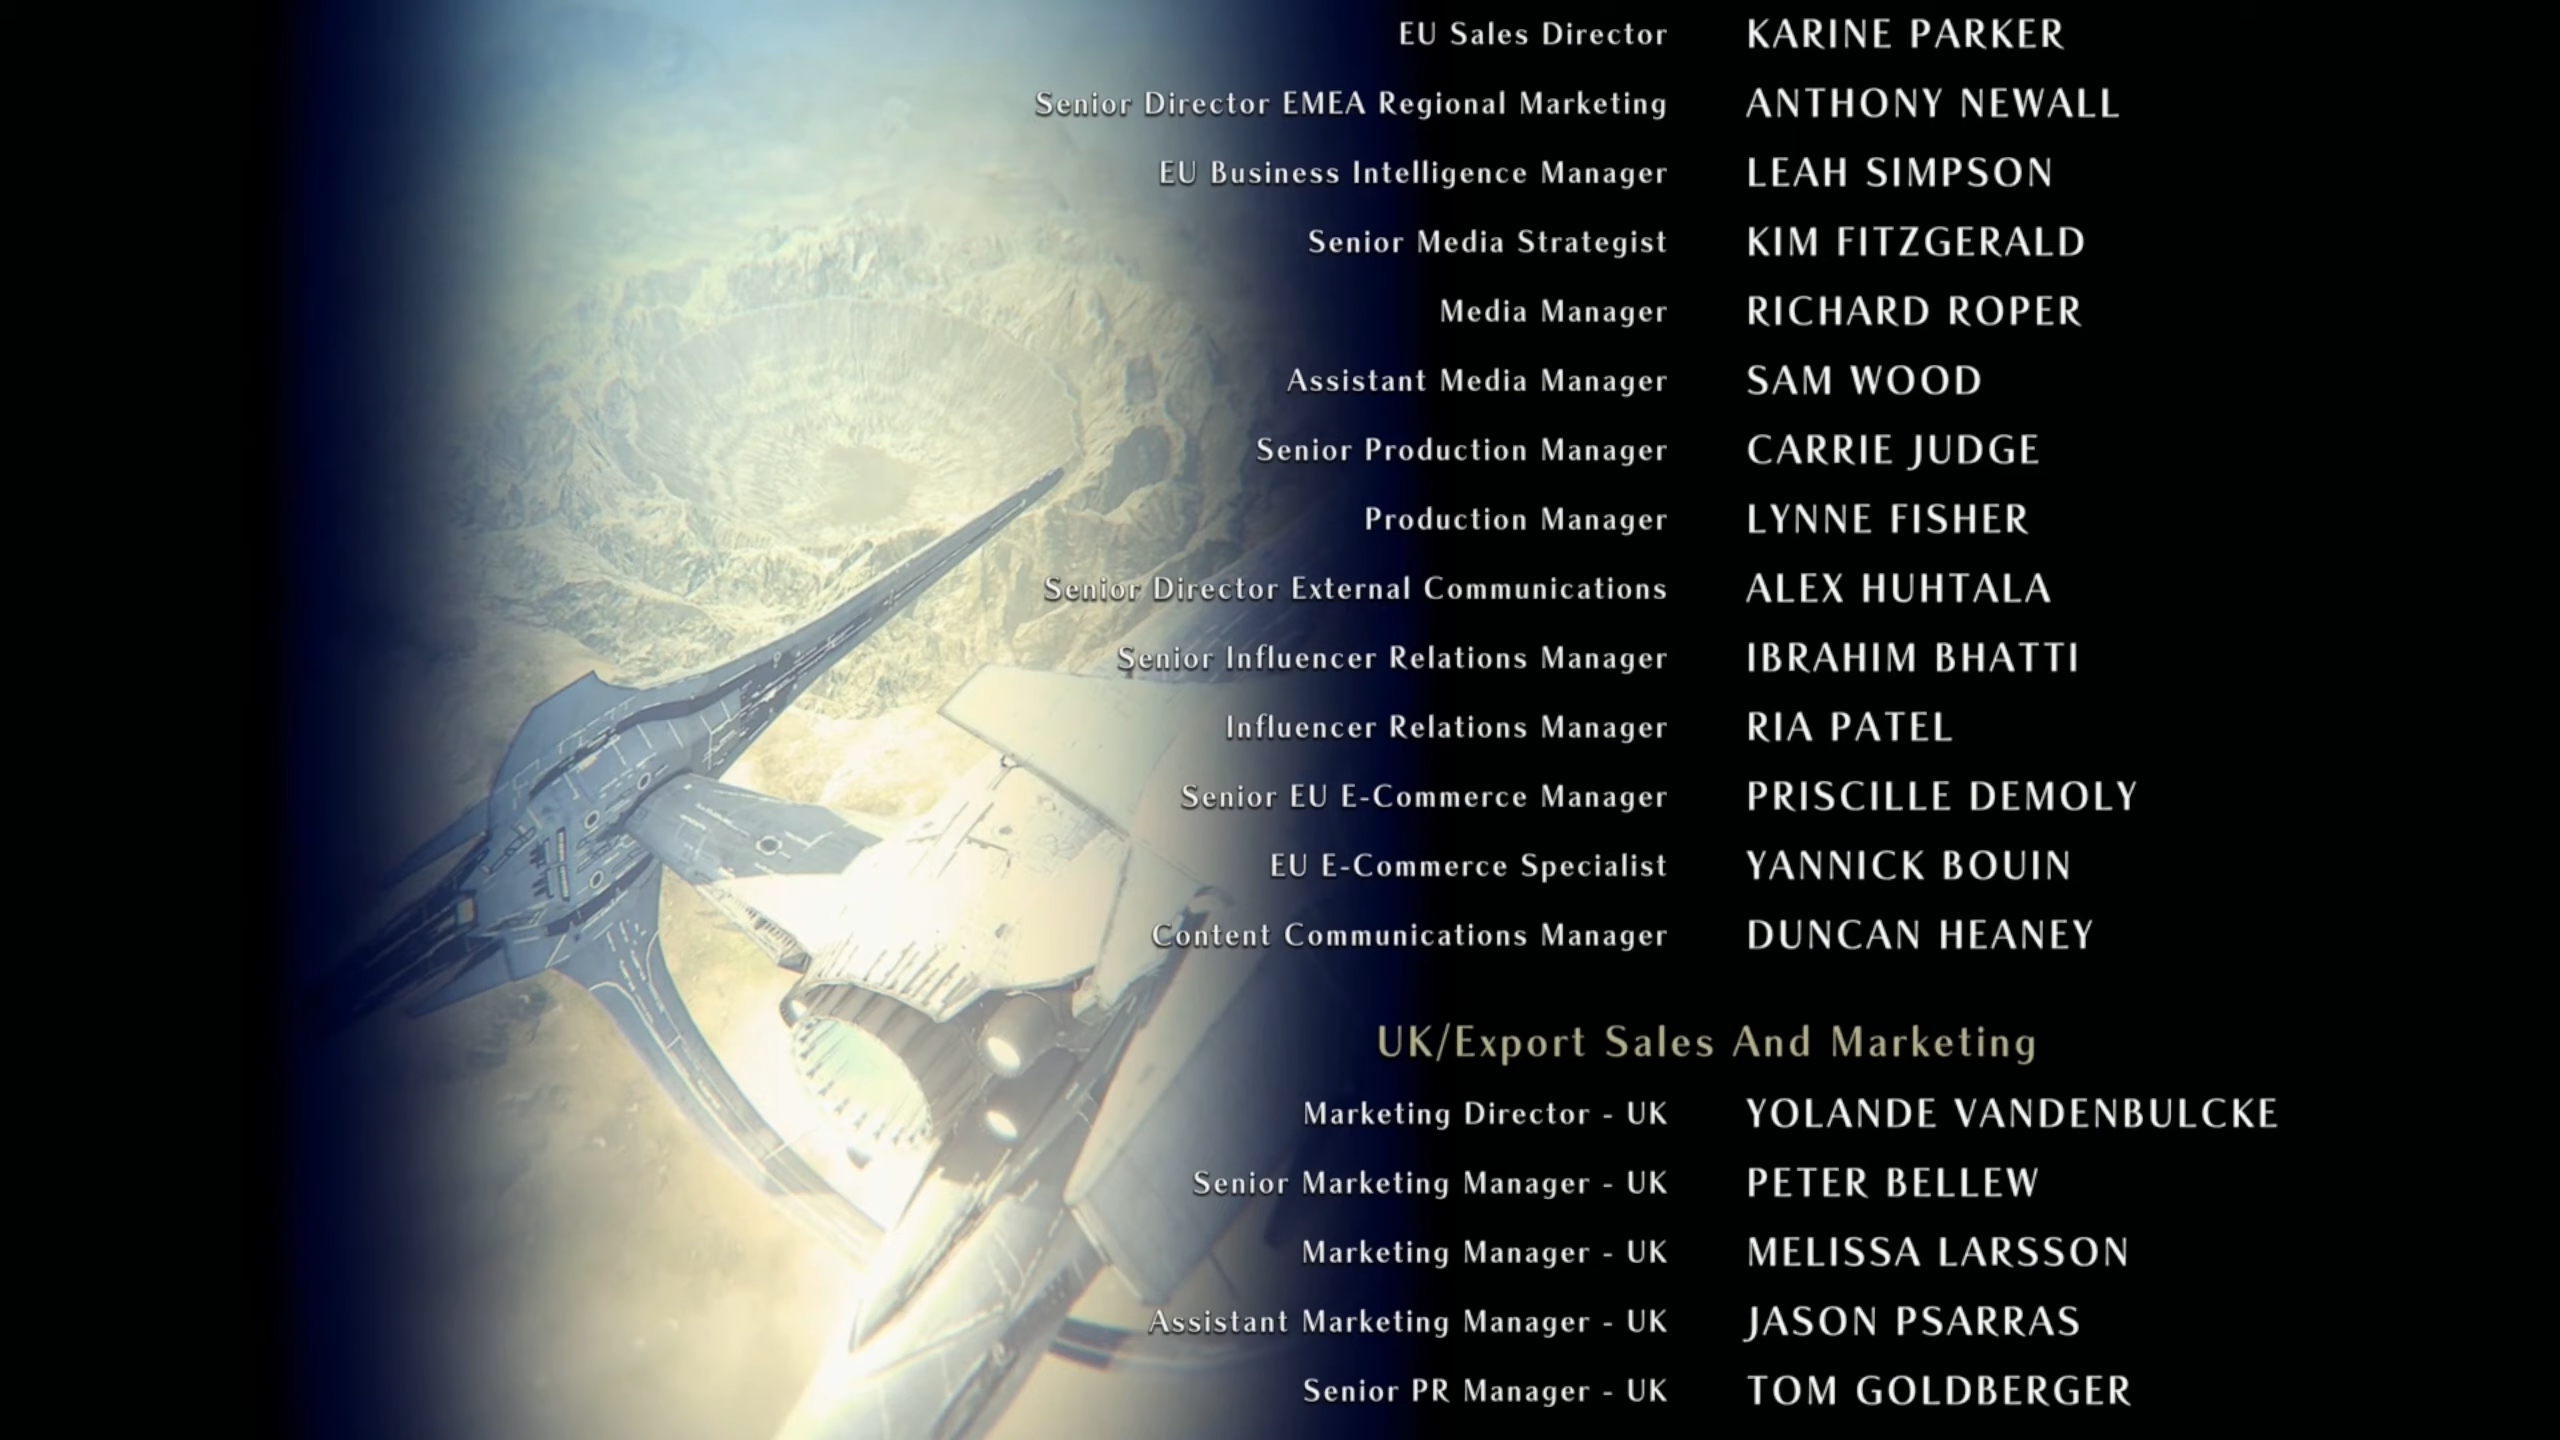 EU Sales Director KARINE PARKER
Senior Director EMEA Regional Marketing ANTHONY NEWALL
EU Business Intelligence Manager LEAH SIMPSON
Senior Media Strategist KIM FITZGERALD
Media Manager RICHARD ROPER
Assistant Media Manager SAM WOOD
Senior Production Manager CARRIE JUDGE
Production Manager LYNNE FISHER
Senior Director External Communications ALEX HUHTALA
Senior Influencer Relations Manager IBRAHIM BHATTI
Influencer Relations Manager RIA PATEL
Senior EU E-Commerce Manager PRISCILLE DEMOLY
EU E-Commerce Specialist YANNICK BOUIN
Content Communications Manager DUNCAN HEANEY
UK/Export Sales And Marketing
Marketing Director - UK YOLANDE VANDENBULCKE
Senior Marketing Manager - UK PETER BELLEW
Marketing Manager - UK MELISSA LARSSON
Assistant Marketing Manager - UK JASON PSARRAS
Senior PR Manager - UK TOM GOLDBERGER